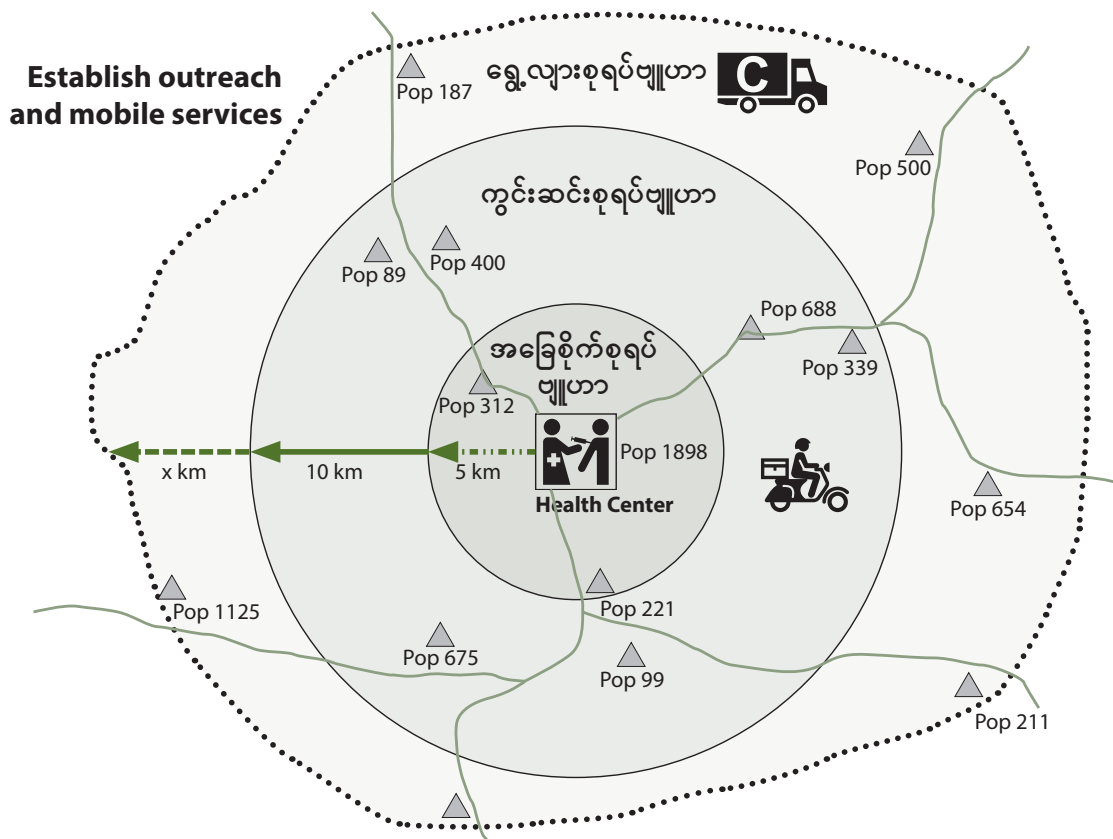 Establish outreach
and mobile services
ရွေ့လျားစုရပ်ဗျူဟာ
C
Pop 187
Pop 500
ကွင်းဆင်းစုရပ်ဗျူဟာ
Pop 89
Pop 400
Pop 688
Pop 339
အခြေစိုက်စုရပ်
ဗျူဟာ
Pop 312
Pop 1898
x km
10 km
5 km
Health Center
Pop 654
Pop 1125
Pop 221
Pop 675
Pop 99
Pop 211